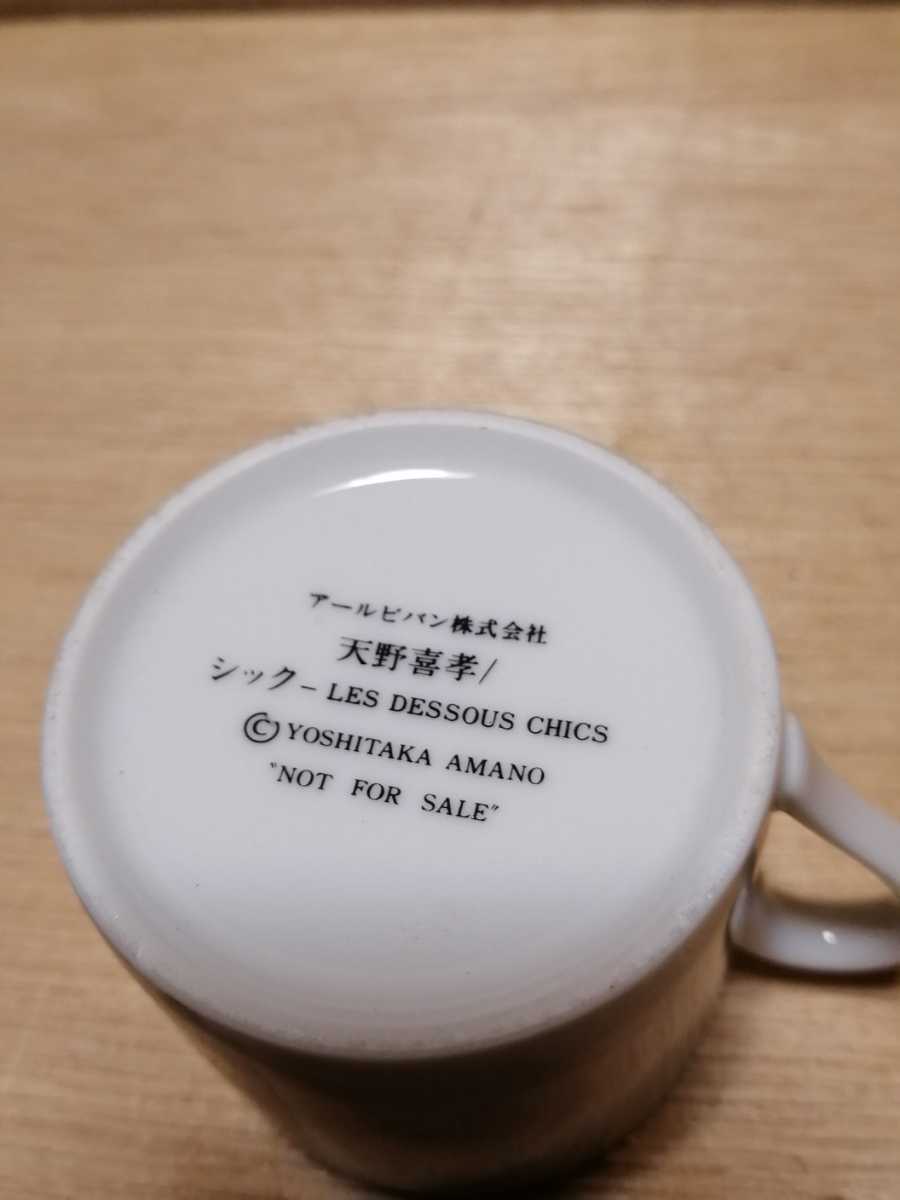 アールビバン株式会社
天野喜孝/
シック－LES DESSOUS CHICS
©YOSHITAKA AMANO
"NOT FOR SALE"